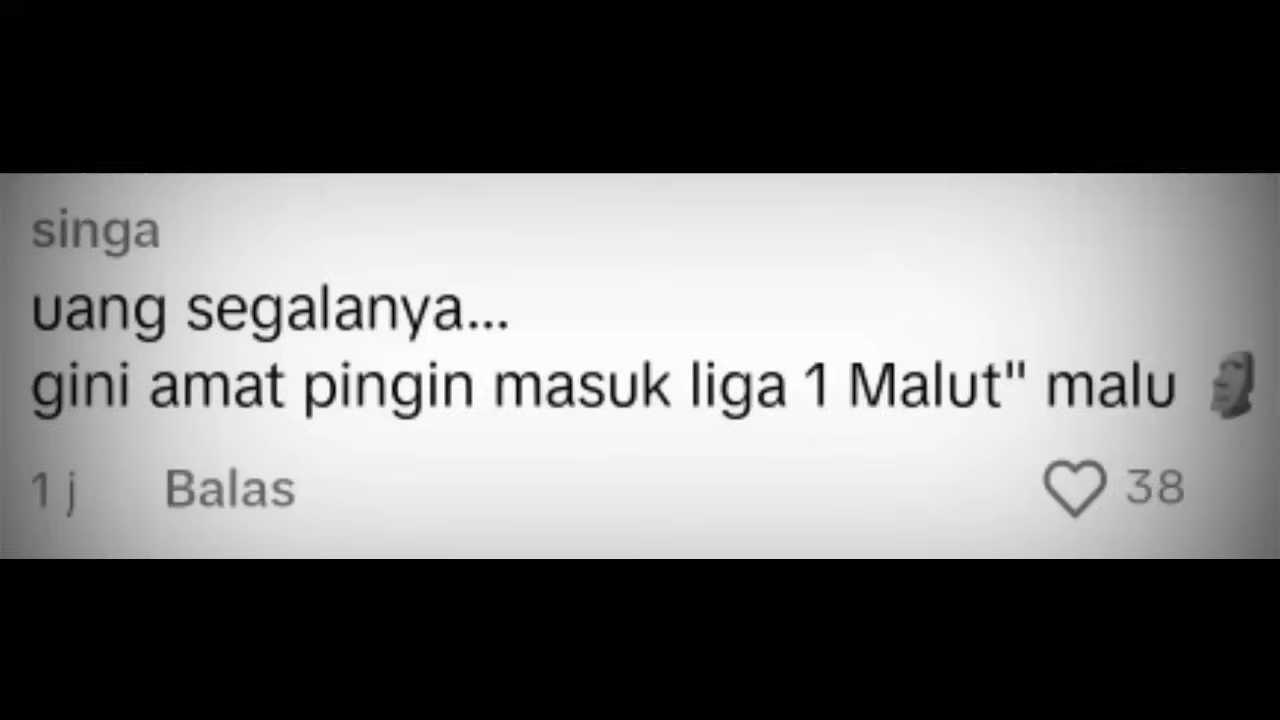 singa
uang segalanya...
gini amat pingin masuk liga 1 Malut" malu 🗿
1 j Balas 38